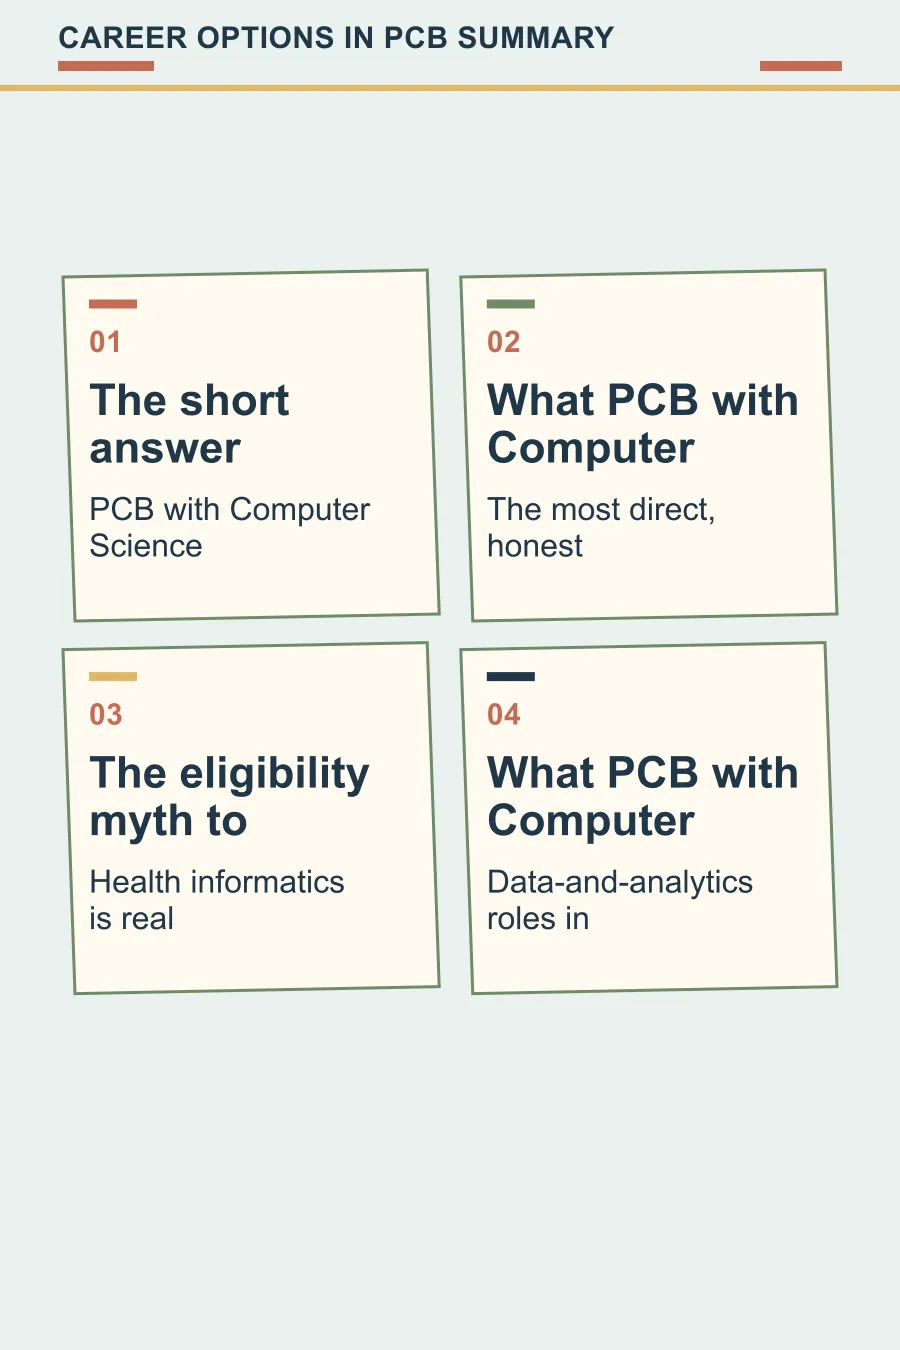 CAREER OPTIONS IN PCB SUMMARY
01
The short
answer
PCB with Computer
Science
02
What PCB with
Computer
The most direct,
honest
03
The eligibility
myth to
Health informatics
is real
04
What PCB with
Computer
Data-and-analytics
roles in